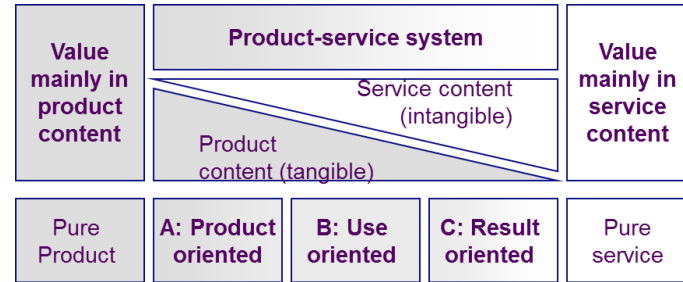 Value
mainly in
product
content
Product-service system
Service content
(intangible)
Product
content (tangible)
Value
mainly in
service
content
Pure
Product
A: Product
oriented
B: Use
oriented
C: Result
oriented
Pure
service